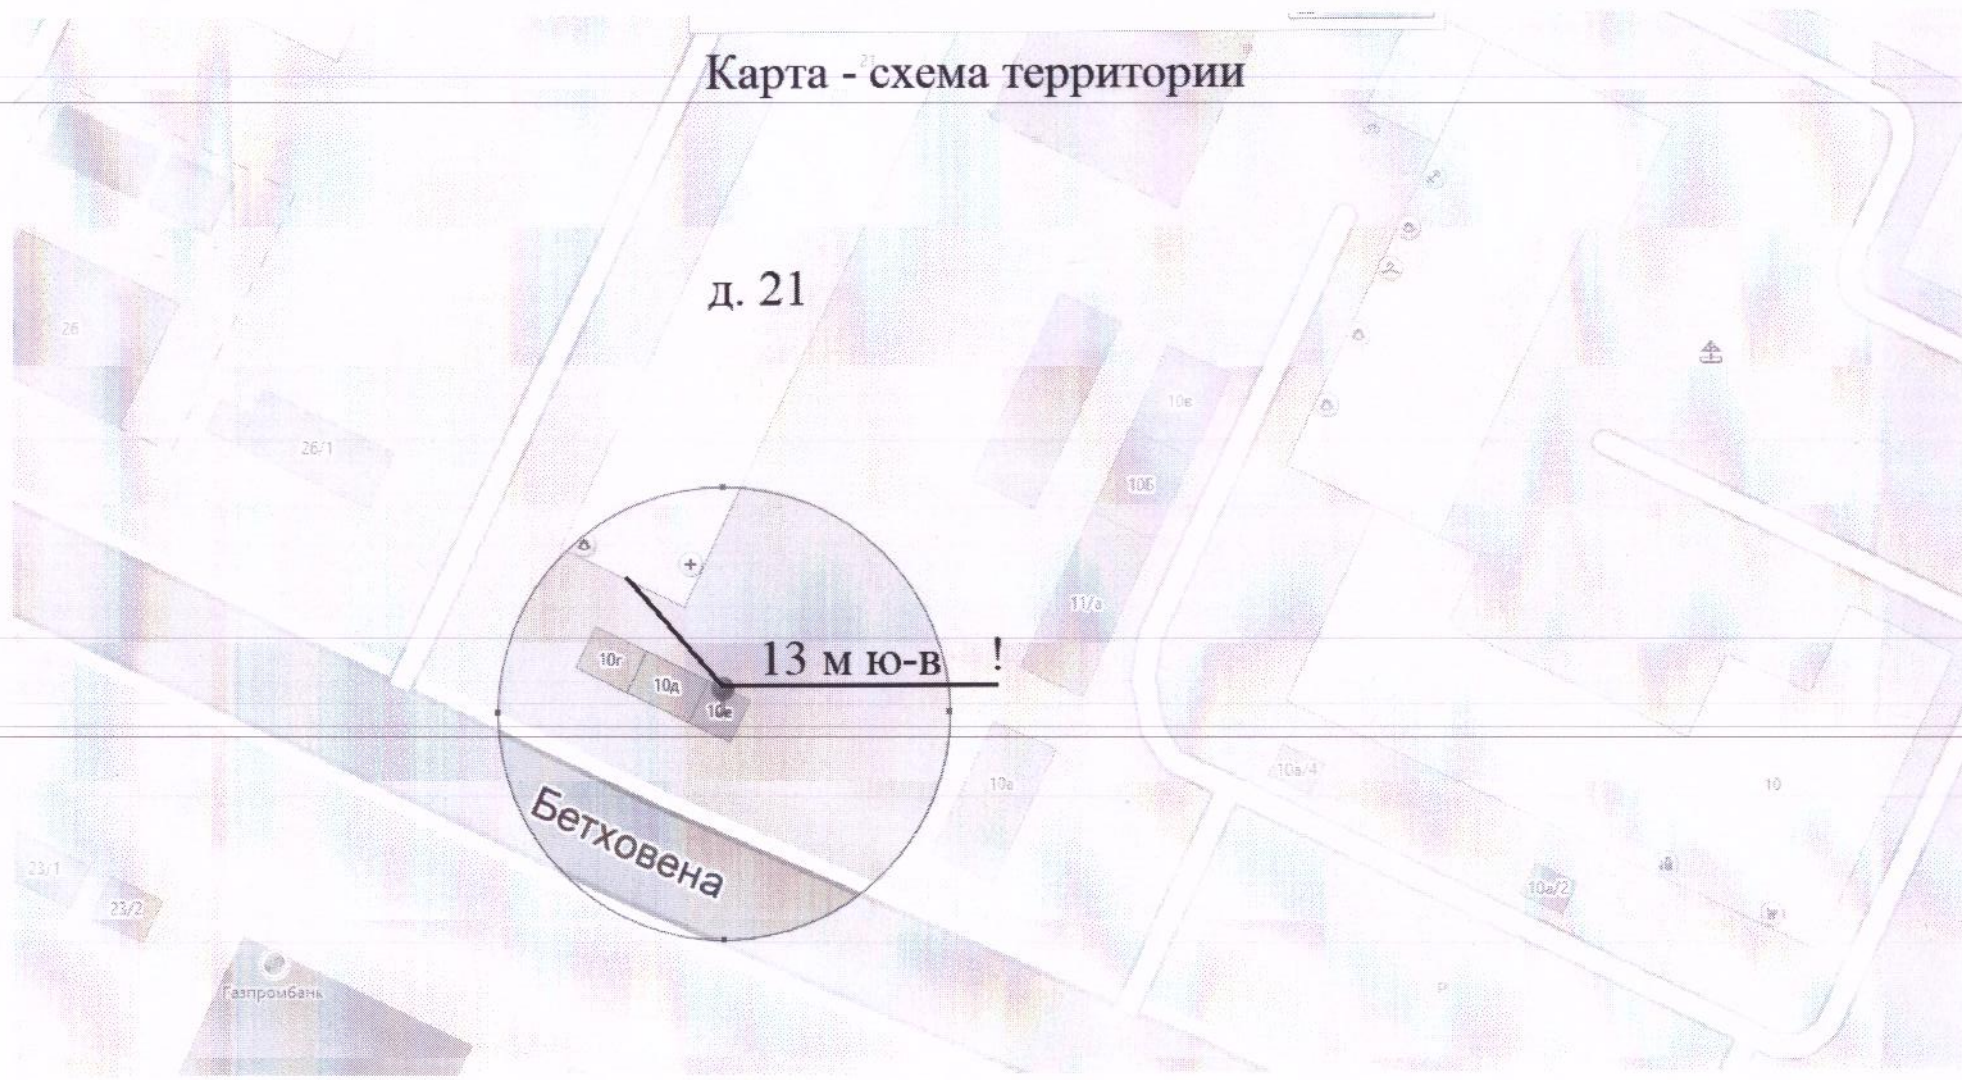 21
Карта - схема территории
д. 21
26
10в
26/1
10Б
11/а
13 м ю-в !
10г
10д
10е
10а
10а/4
10
Бетховена
23/1
10а/2
23/2
Газпромбанк
P